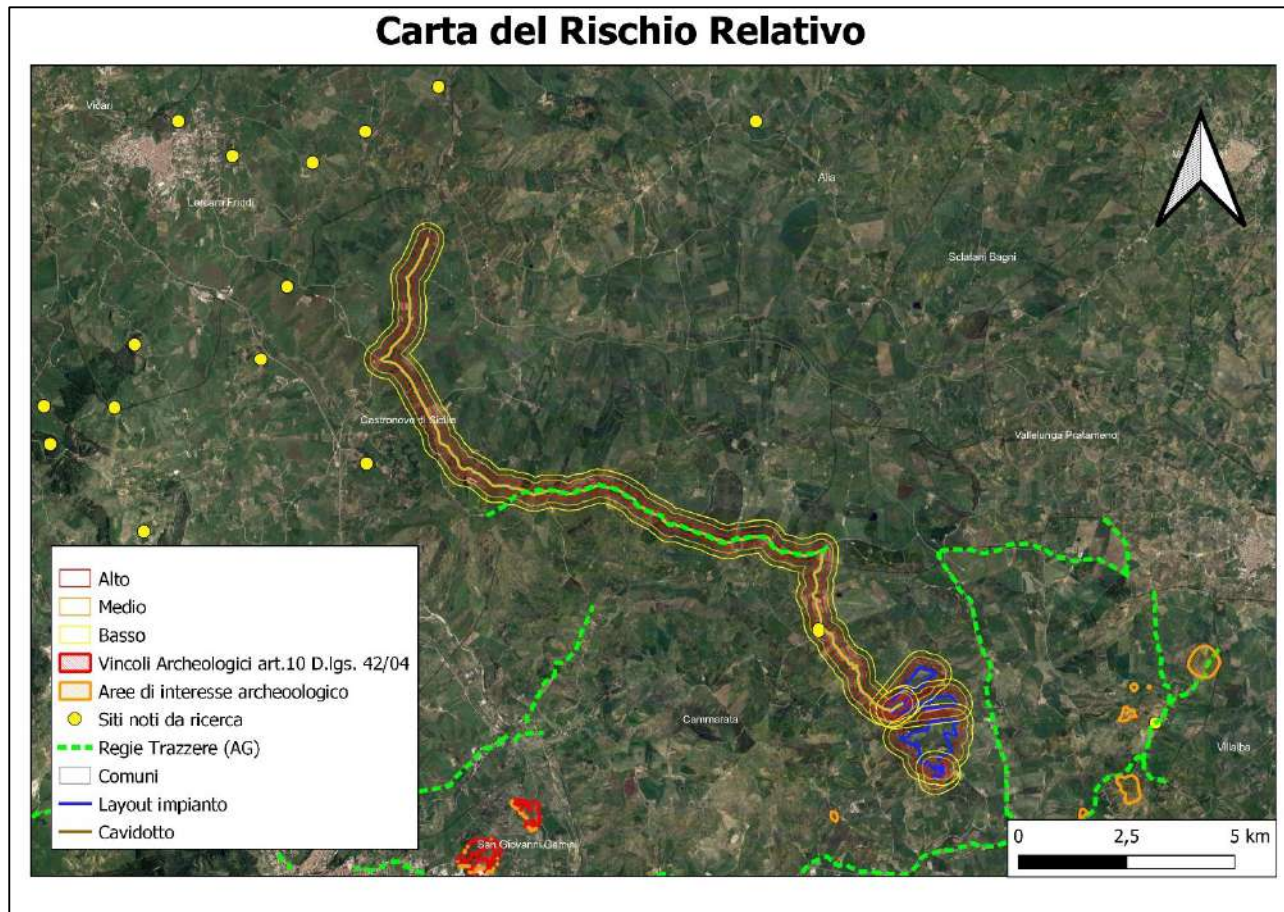 Carta del Rischio Relativo
Vicari
Alia
Lercara Friddi
Sclafani Bagni
Castronovo di Sicilia
Vallelunga Pratameno
Cammarata
Villalba
San Giovanni Gemini
Alto
Medio
Basso
Vincoli Archeologici art.10 D.lgs. 42/04
Aree di interesse archeoologico
Siti noti da ricerca
Regie Trazzere (AG)
Comuni
Layout impianto
Cavidotto
0 2,5 5 km